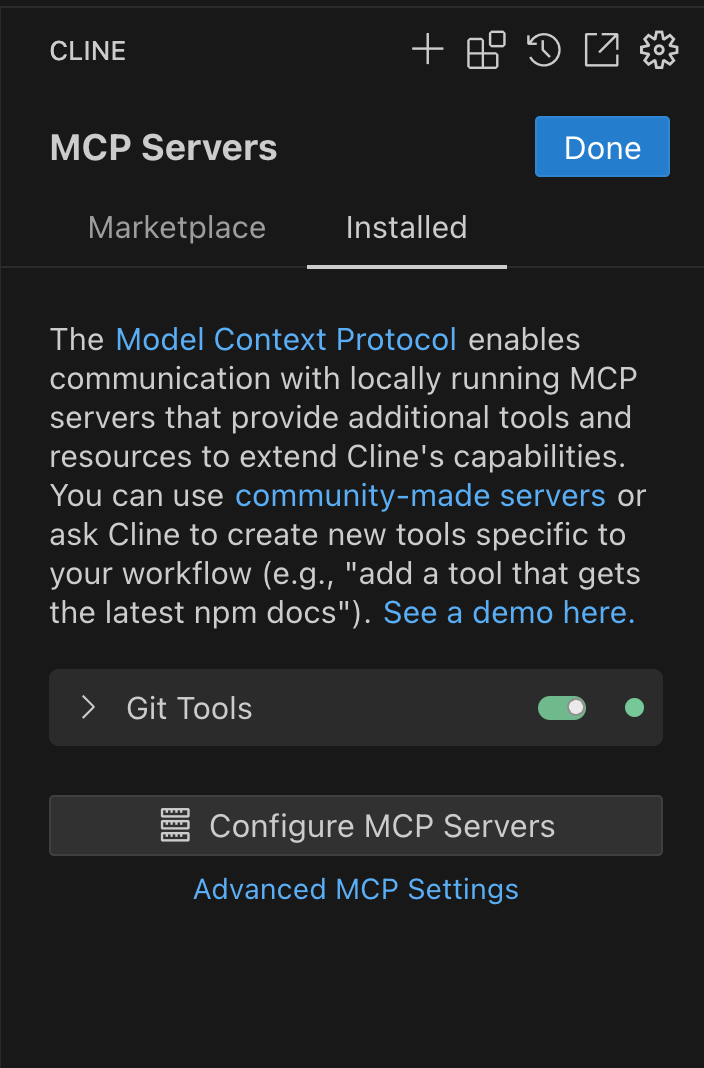 CLINE
MCP Servers
Done
Marketplace
Installed
The Model Context Protocol enables
communication with locally running MCP
servers that provide additional tools and
resources to extend Cline's capabilities.
You can use community-made servers or
ask Cline to create new tools specific to
your workflow (e.g., "add a tool that gets
the latest npm docs"). See a demo here.
Git Tools
Configure MCP Servers
Advanced MCP Settings